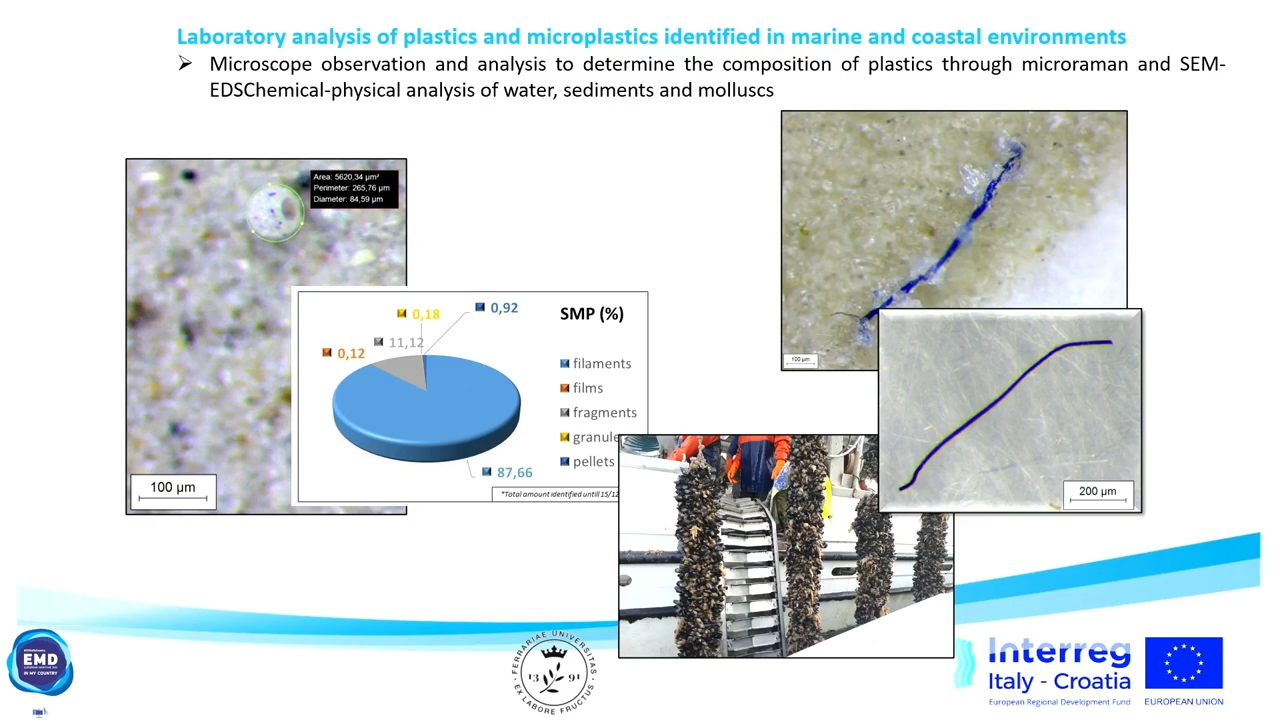 Laboratory analysis of plastics and microplastics identified in marine and coastal environments
➢ Microscope observation and analysis to determine the composition of plastics through microraman and SEM-
EDSChemical-physical analysis of water, sediments and molluscs
Area: 5620,34 µm²
Perimeter: 265,76 µm
Diameter: 84,59 µm
100 µm
SMP (%)
0,18
0,92
11,12
0,12
87,66
filaments
films
fragments
granule
pellets
*Total amount identified untill 15/12
100 µm
200 µm
EMD
IN MY COUNTRY
FERRARIAE UNIVERSITAS
1391
EX LABORE FRUCTUS
Interreg
Italy - Croatia
European Regional Development Fund
EUROPEAN UNION